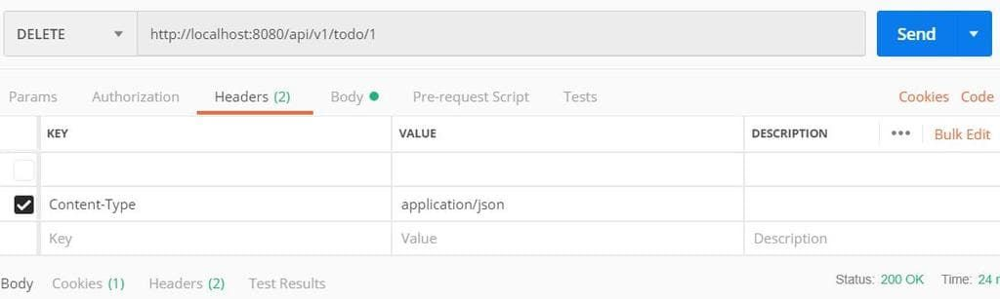 DELETE http://localhost:8080/api/v1/todo/1 Send
Params Authorization Headers (2) Body Pre-request Script Tests Cookies Code
KEY VALUE DESCRIPTION ••• Bulk Edit
Content-Type application/json
Key Value Description
Body Cookies (1) Headers (2) Test Results Status: 200 OK Time: 24